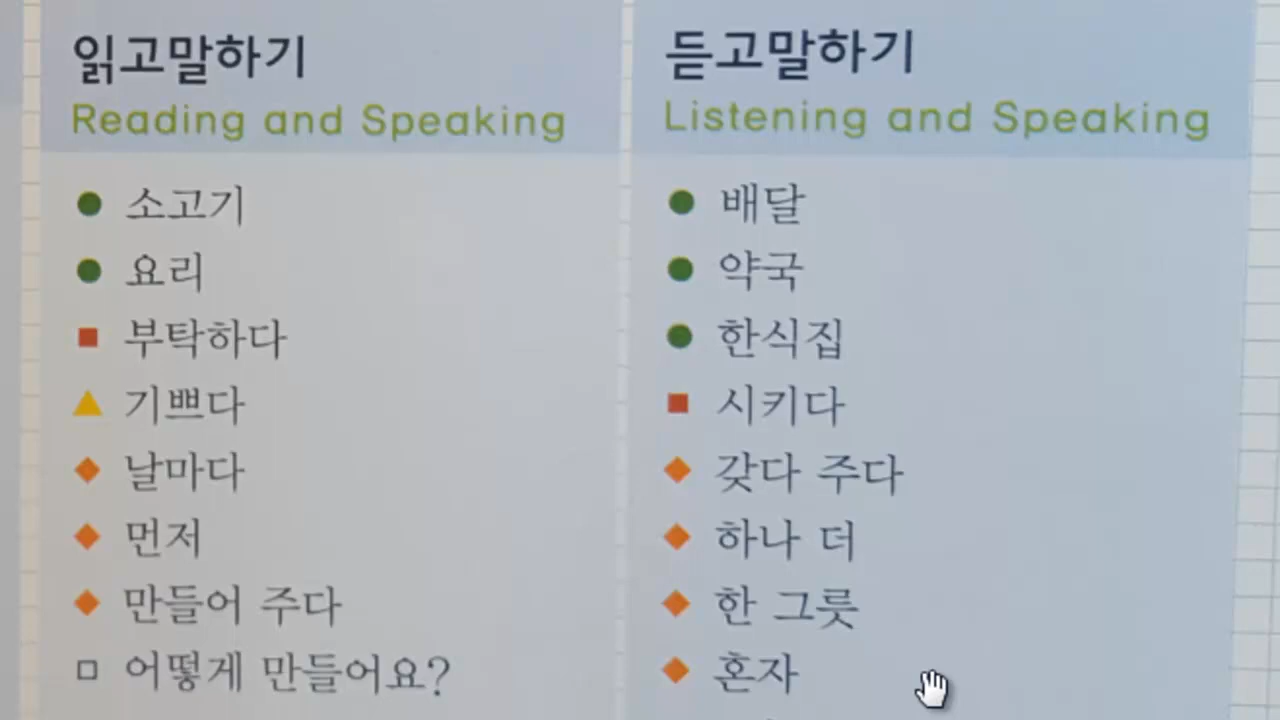 읽고말하기
Reading and Speaking
소고기
요리
부탁하다
기쁘다
날마다
먼저
만들어 주다
어떻게 만들어요?
듣고말하기
Listening and Speaking
배달
약국
한식집
시키다
갖다 주다
하나 더
한 그릇
혼자